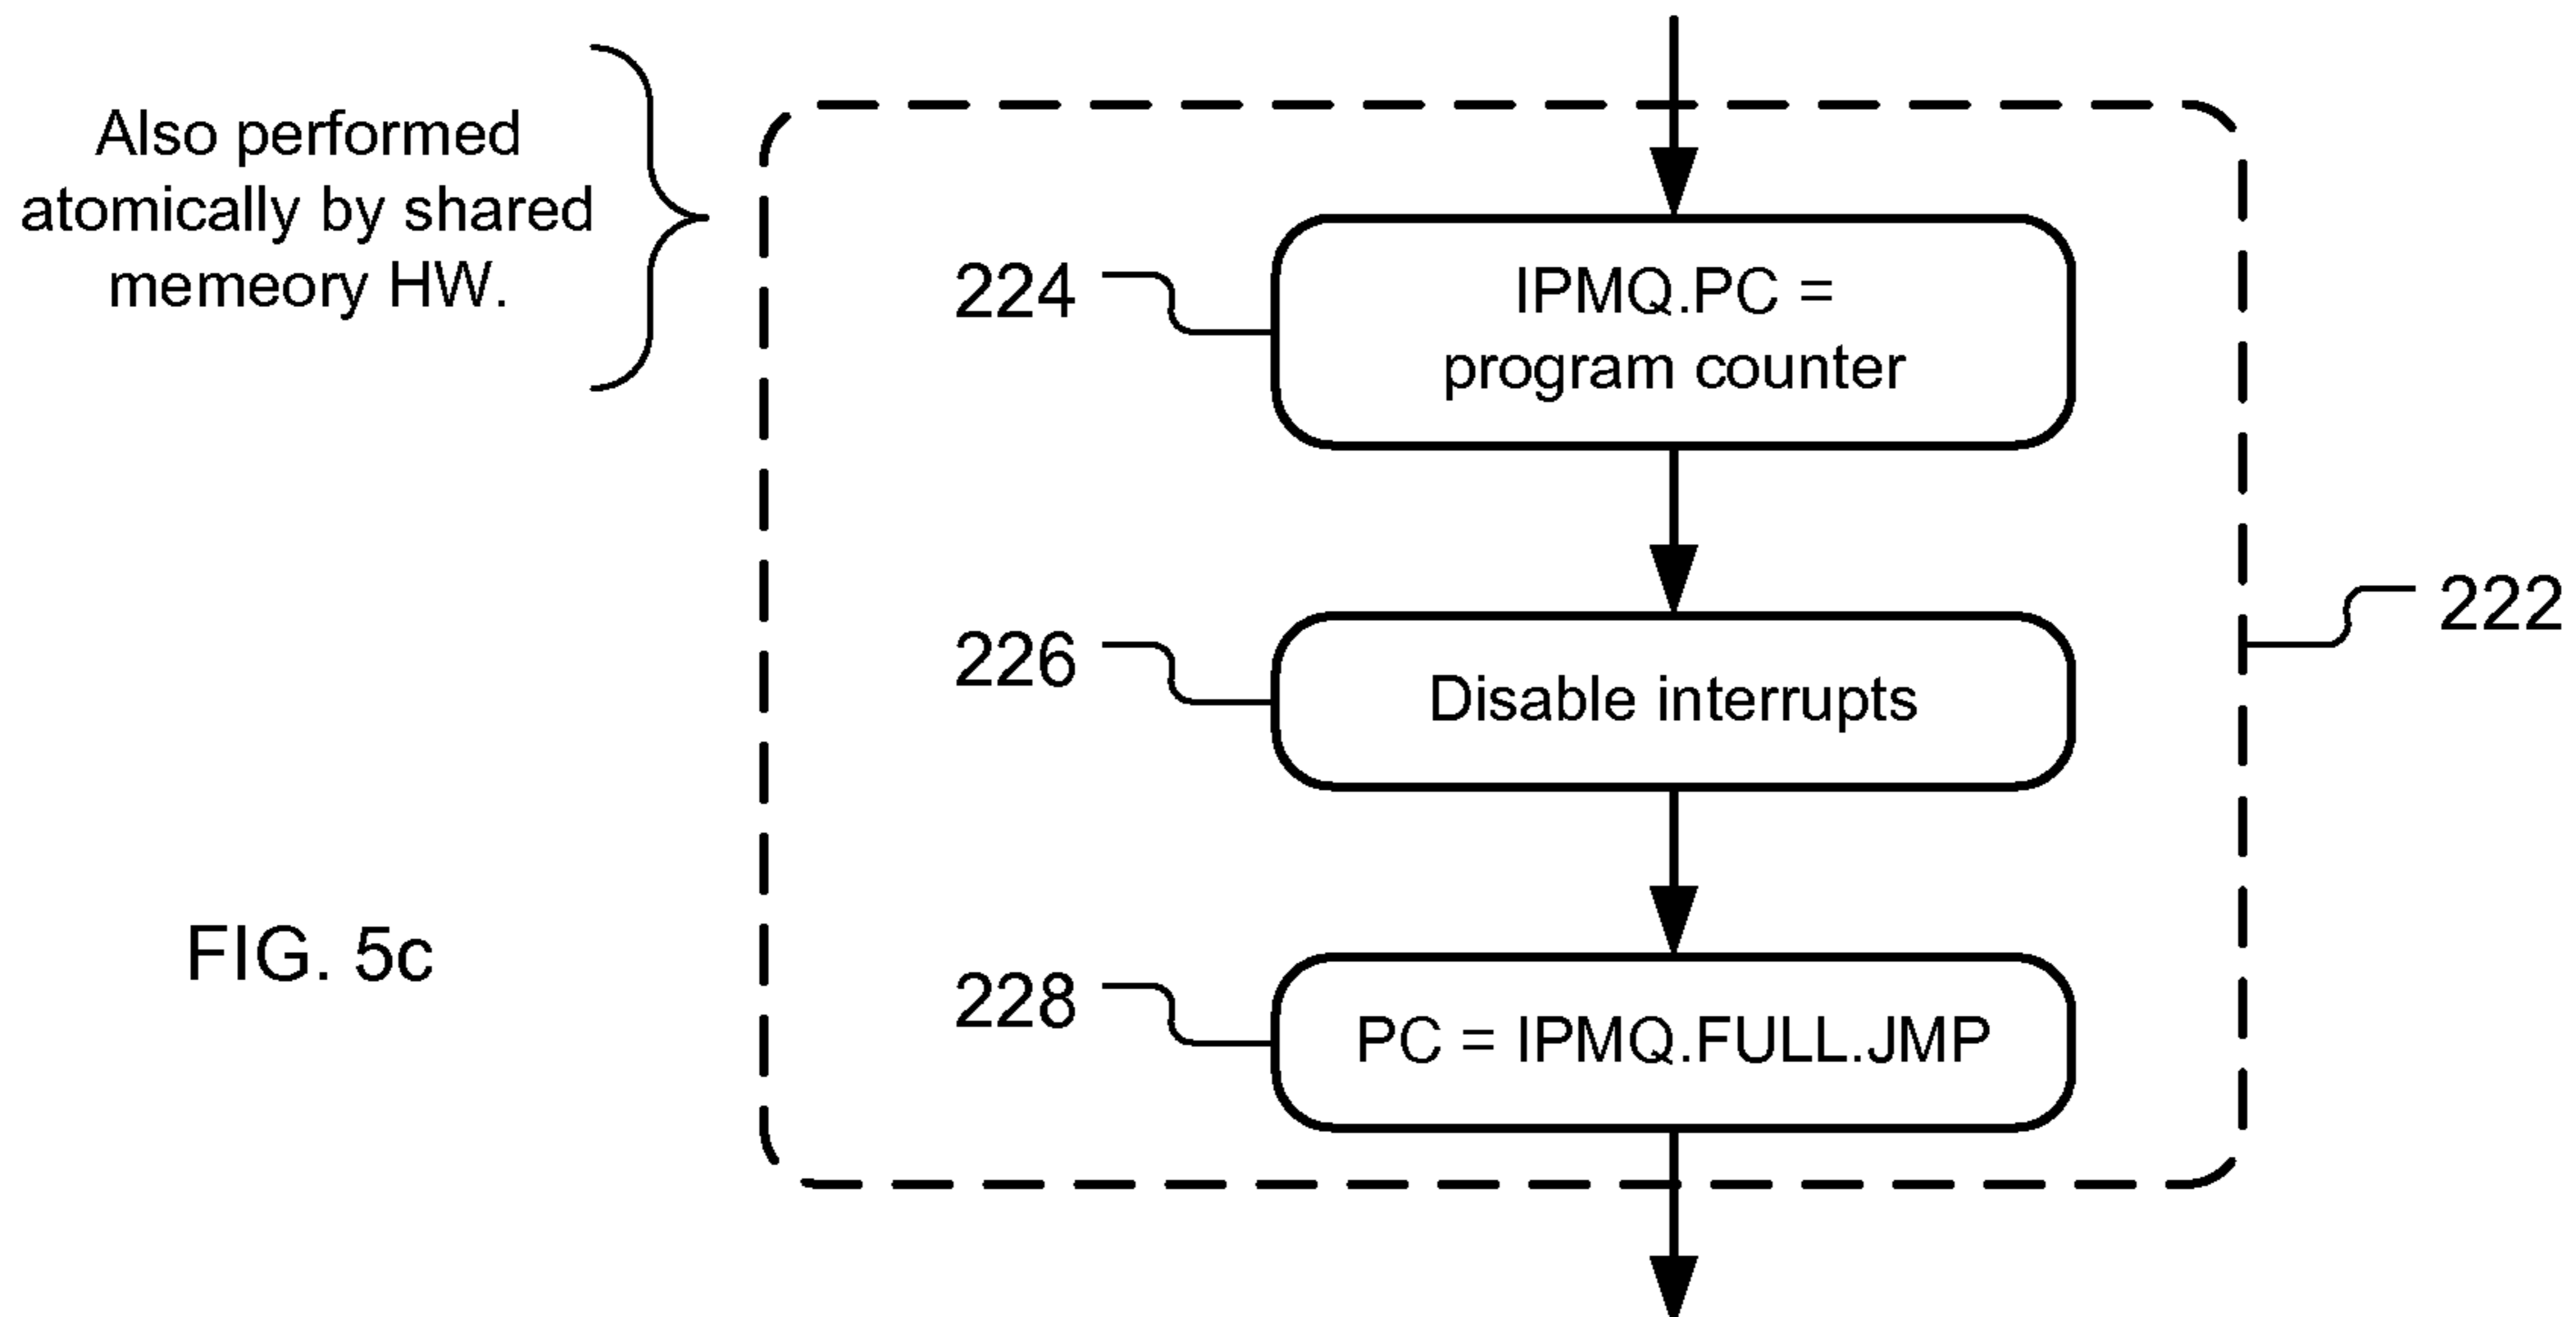 Also performed
atomically by shared
memeory HW.
224
IPMQ.PC =
program counter
226
Disable interrupts
222
228
PC = IPMQ.FULL.JMP
FIG. 5c